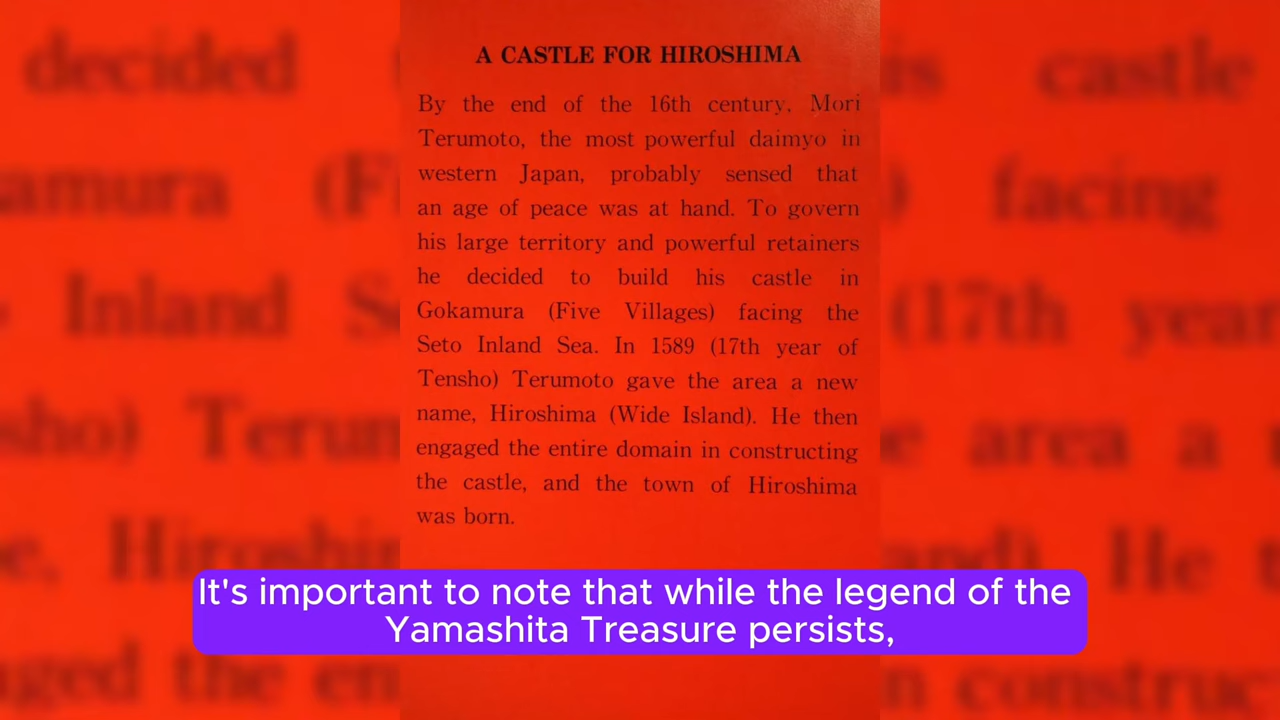 A CASTLE FOR HIROSHIMA
By the end of the 16th century, Mori
Terumoto, the most powerful daimyo in
western Japan, probably sensed that
an age of peace was at hand. To govern
his large territory and powerful retainers
he decided to build his castle in
Gokamura (Five Villages) facing the
Seto Inland Sea. In 1589 (17th year of
Tensho) Terumoto gave the area a new
name, Hiroshima (Wide Island). He then
engaged the entire domain in constructing
the castle, and the town of Hiroshima
was born.
It's important to note that while the legend of the
Yamashita Treasure persists,